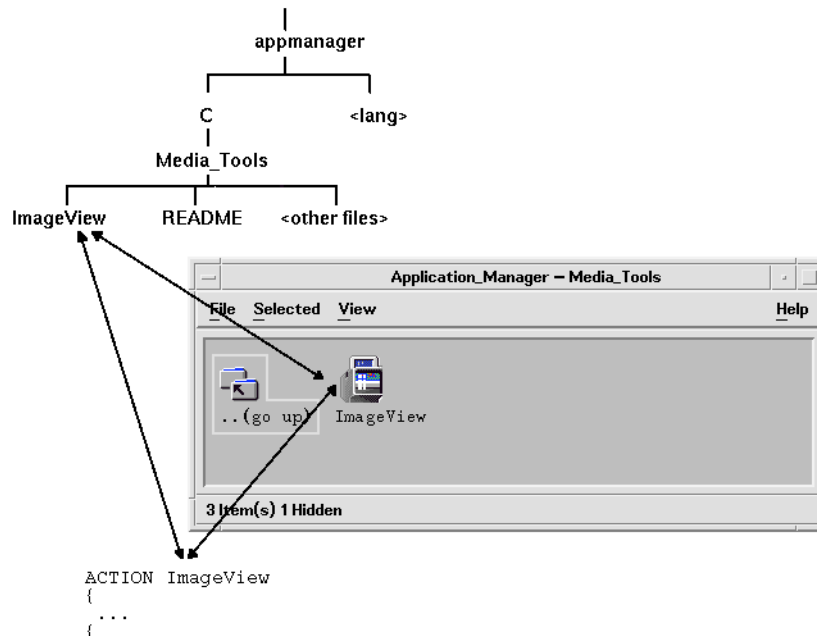 appmanager
C <lang>
Media_Tools
ImageView README <other files>
Application_Manager – Media_Tools
File Selected View Help
..(go up) ImageView
3 Item(s) 1 Hidden
ACTION ImageView
{
...
{